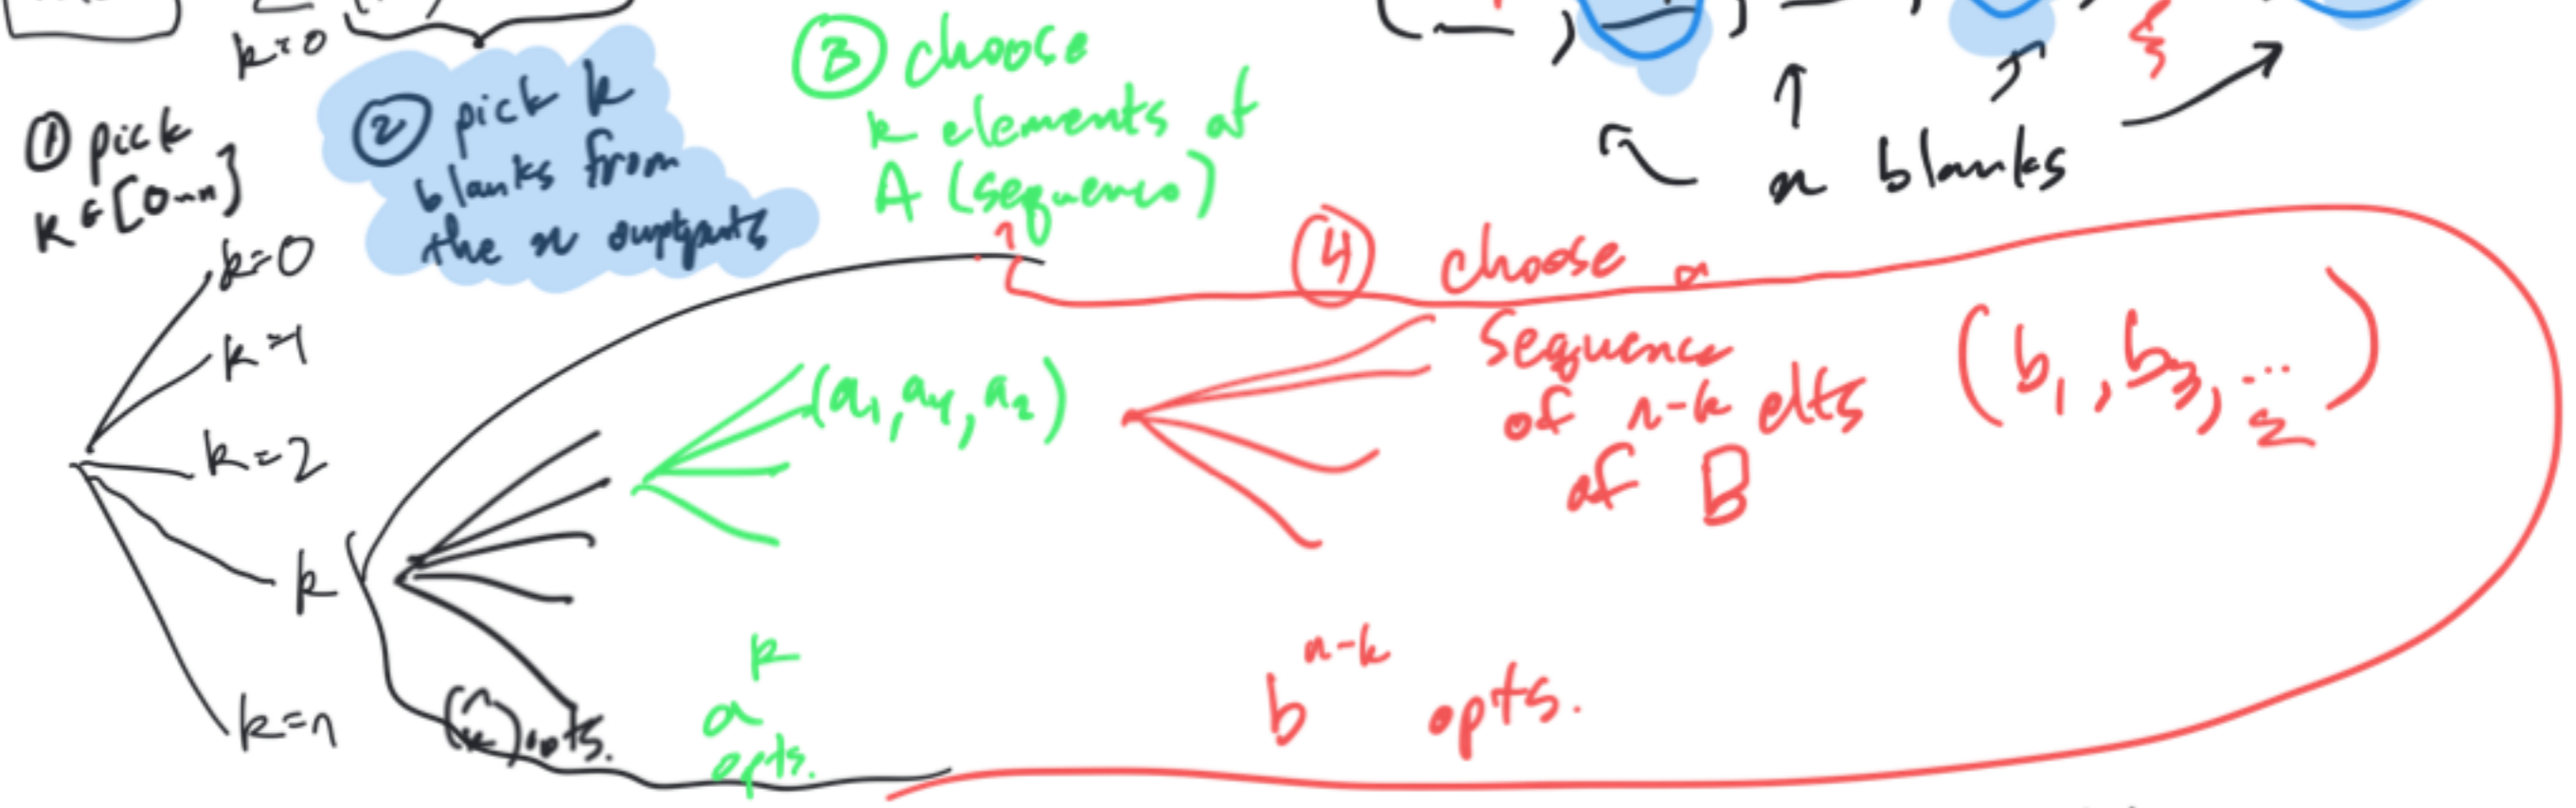 k=0
① pick
k ∈ [0--n]
② pick k
blanks from
the n
③ choose
k elements of
A (sequence)
n blanks
④ choose a
sequence
of n-k elts
of B
(b₁, b₃, ...)
k=0
k=1
k=2
k
k=n
(a₁, a₄, a₂)
(n k) opts.
a^k
opts.
b^n-k opts.